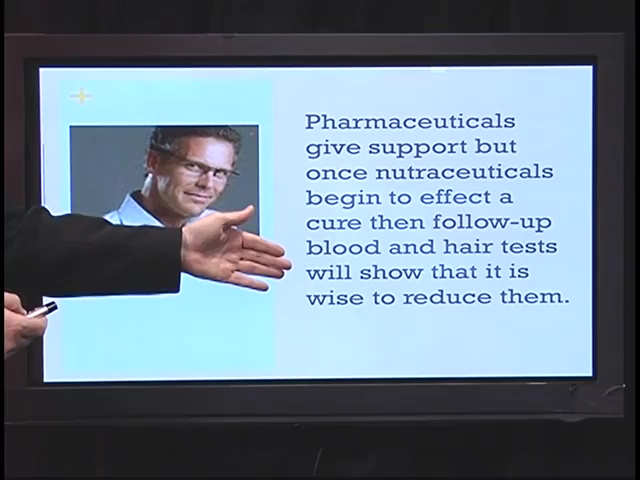 Pharmaceuticals
give support but
once nutraceuticals
begin to effect a
cure then follow-up
blood and hair tests
will show that it is
wise to reduce them.